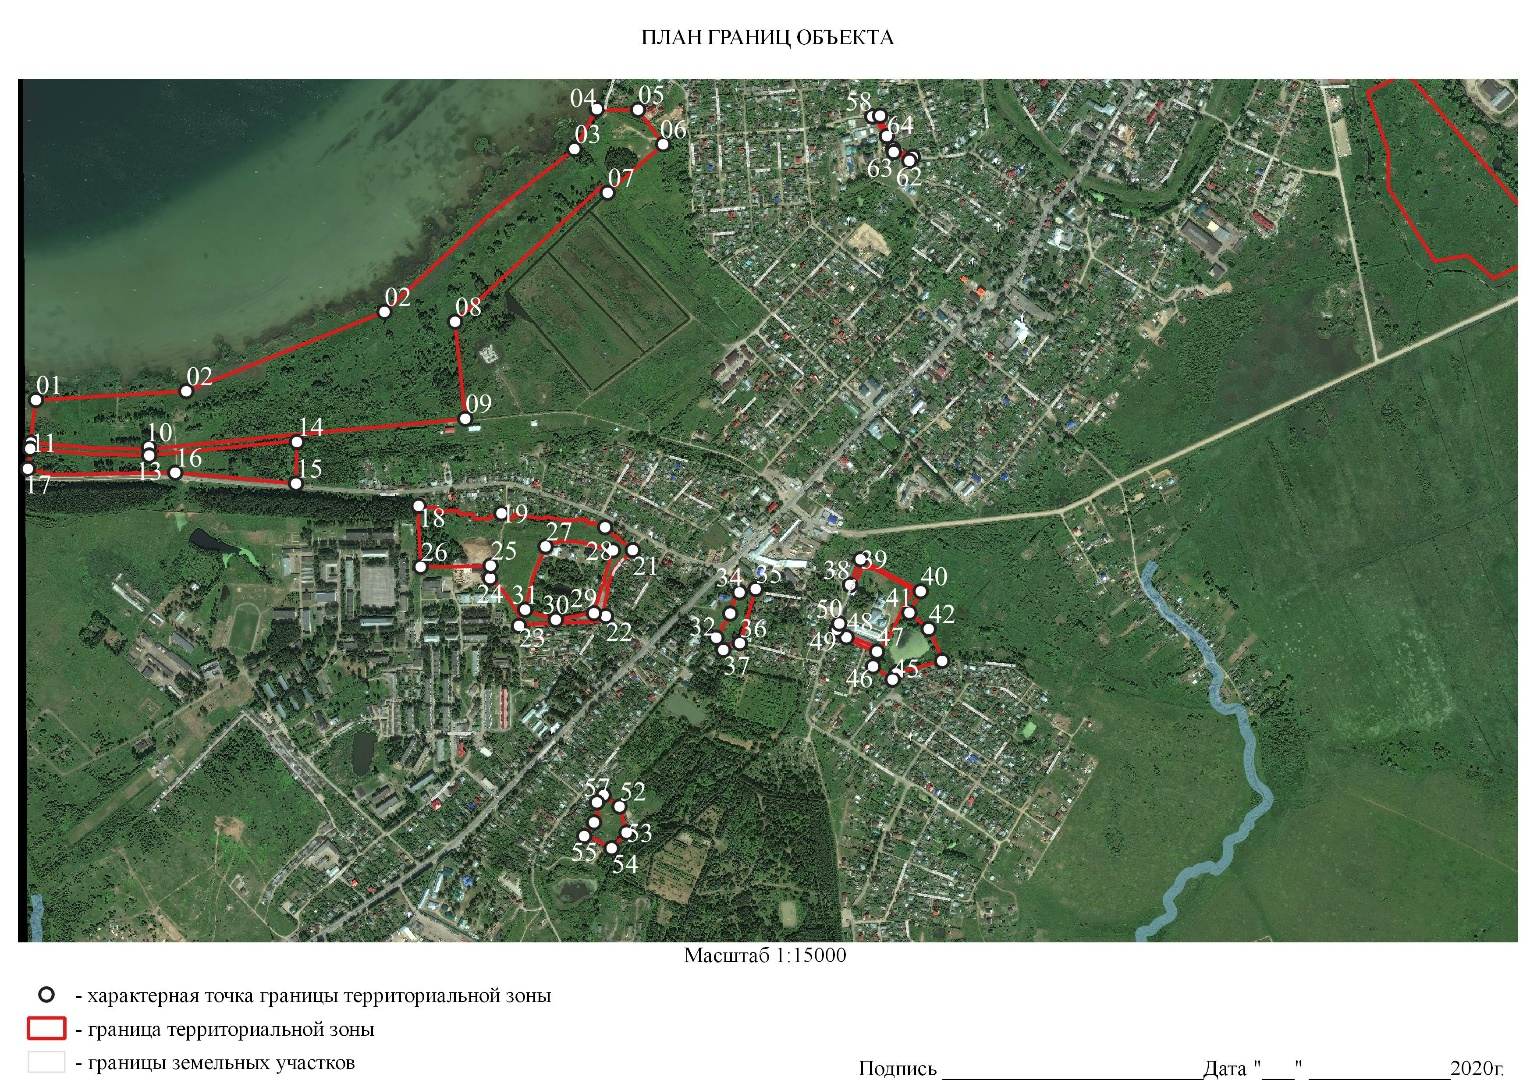 ПЛАН ГРАНИЦ ОБЪЕКТА
04 05
58
03 06 64
07 63 62
02 08
01 02
09
11 10 14
17 13 16 15
18 19
26 25 27 28 21
24 31 30 29 22
23
34 35 38 39 40
32 36 50 48 41 42
37 49 47
46 45
57 52
53
55 54
Масштаб 1:15000
- характерная точка границы территориальной зоны
- граница территориальной зоны
- границы земельных участков
Подпись ________________________Дата "___" _____________2020г.